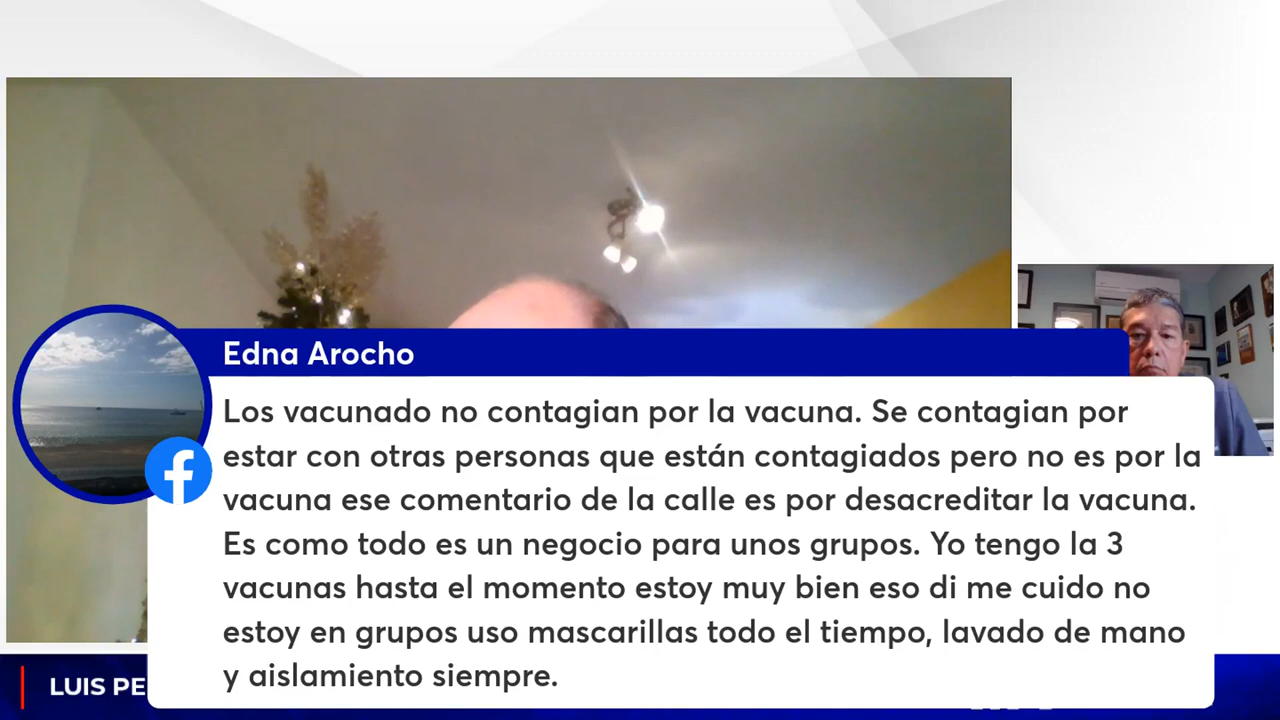 Edna Arocho
Los vacunado no contagian por la vacuna. Se contagian por
estar con otras personas que están contagiados pero no es por la
vacuna ese comentario de la calle es por desacreditar la vacuna.
Es como todo es un negocio para unos grupos. Yo tengo la 3
vacunas hasta el momento estoy muy bien eso di me cuido no
estoy en grupos uso mascarillas todo el tiempo, lavado de mano
y aislamiento siempre.
LUIS PE